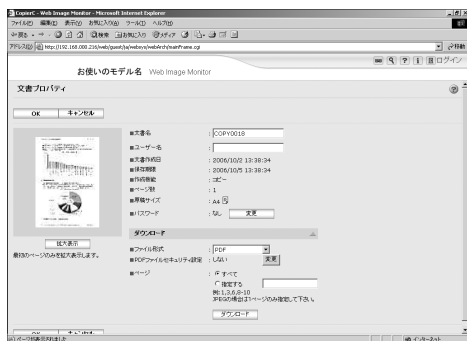 CopierC - Web Image Monitor - Microsoft Internet Explorer
ファイル(F) 編集(E) 表示(V) お気に入り(A) ツール(T) ヘルプ(H)
戻る 検索 お気に入り メディア
アドレス(D) http://192.168.000.216/web/guest/ja/websys/webArch/mainFrame.cgi 移動
ログイン
お使いのモデル名 Web Image Monitor
文書プロパティ
OK キャンセル
■文書名 : COPY0018
■ユーザー名 :
■文書作成日 : 2006/10/2 13:38:34
■保存期限 : 2006/10/5 13:38:34
■作成機能 : コピー
■ページ数 : 1
■原稿サイズ : A4
■パスワード : なし 変更
拡大表示
最初のページのみを拡大表示します。
ダウンロード
■ファイル形式 : PDF
■PDFファイルセキュリティ設定 : しない 変更
■ページ : すべて
指定する
例: 1,3,6,8-10
JPEGの場合は1ページのみ指定して下さい。
ダウンロード
OK キャンセル
ページが表示されました インターネット